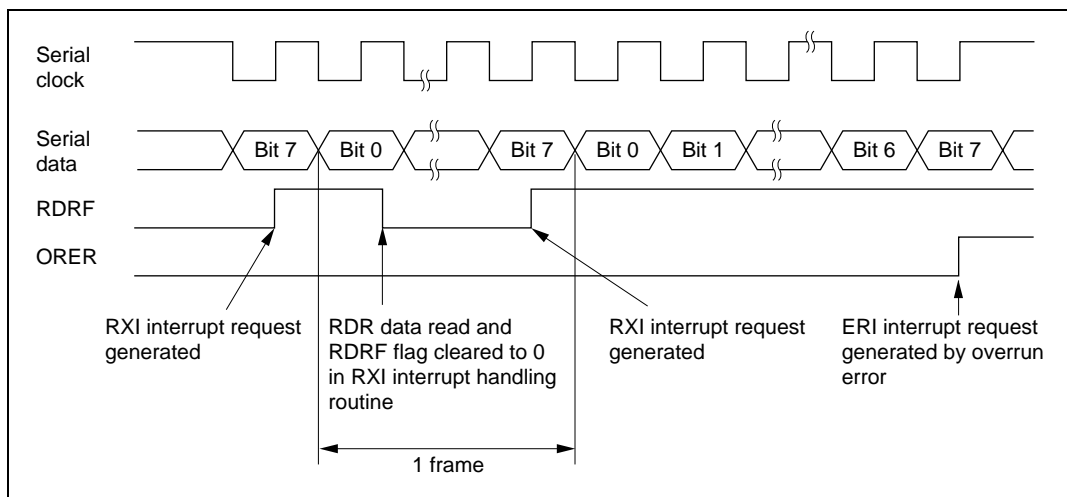 Serial
clock
Serial
data
Bit 7 Bit 0 Bit 7 Bit 0 Bit 1 Bit 6 Bit 7
RDRF
ORER
RXI interrupt request
generated
RDR data read and
RDRF flag cleared to 0
in RXI interrupt handling
routine
RXI interrupt request
generated
ERI interrupt request
generated by overrun
error
1 frame